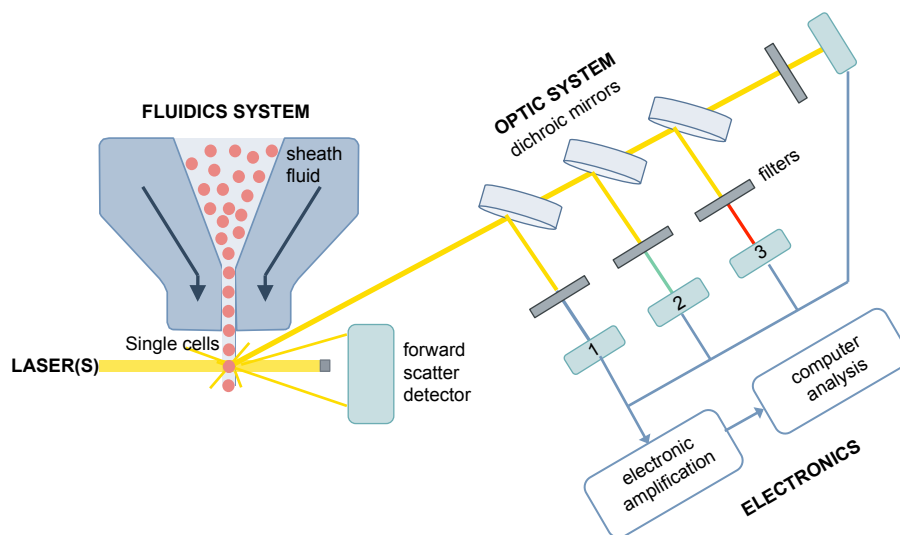 FLUIDICS SYSTEM
sheath
fluid
Single cells
LASER(S)
forward
scatter
detector
OPTIC SYSTEM
dichroic mirrors
filters
1
2
3
electronic
amplification
computer
analysis
ELECTRONICS